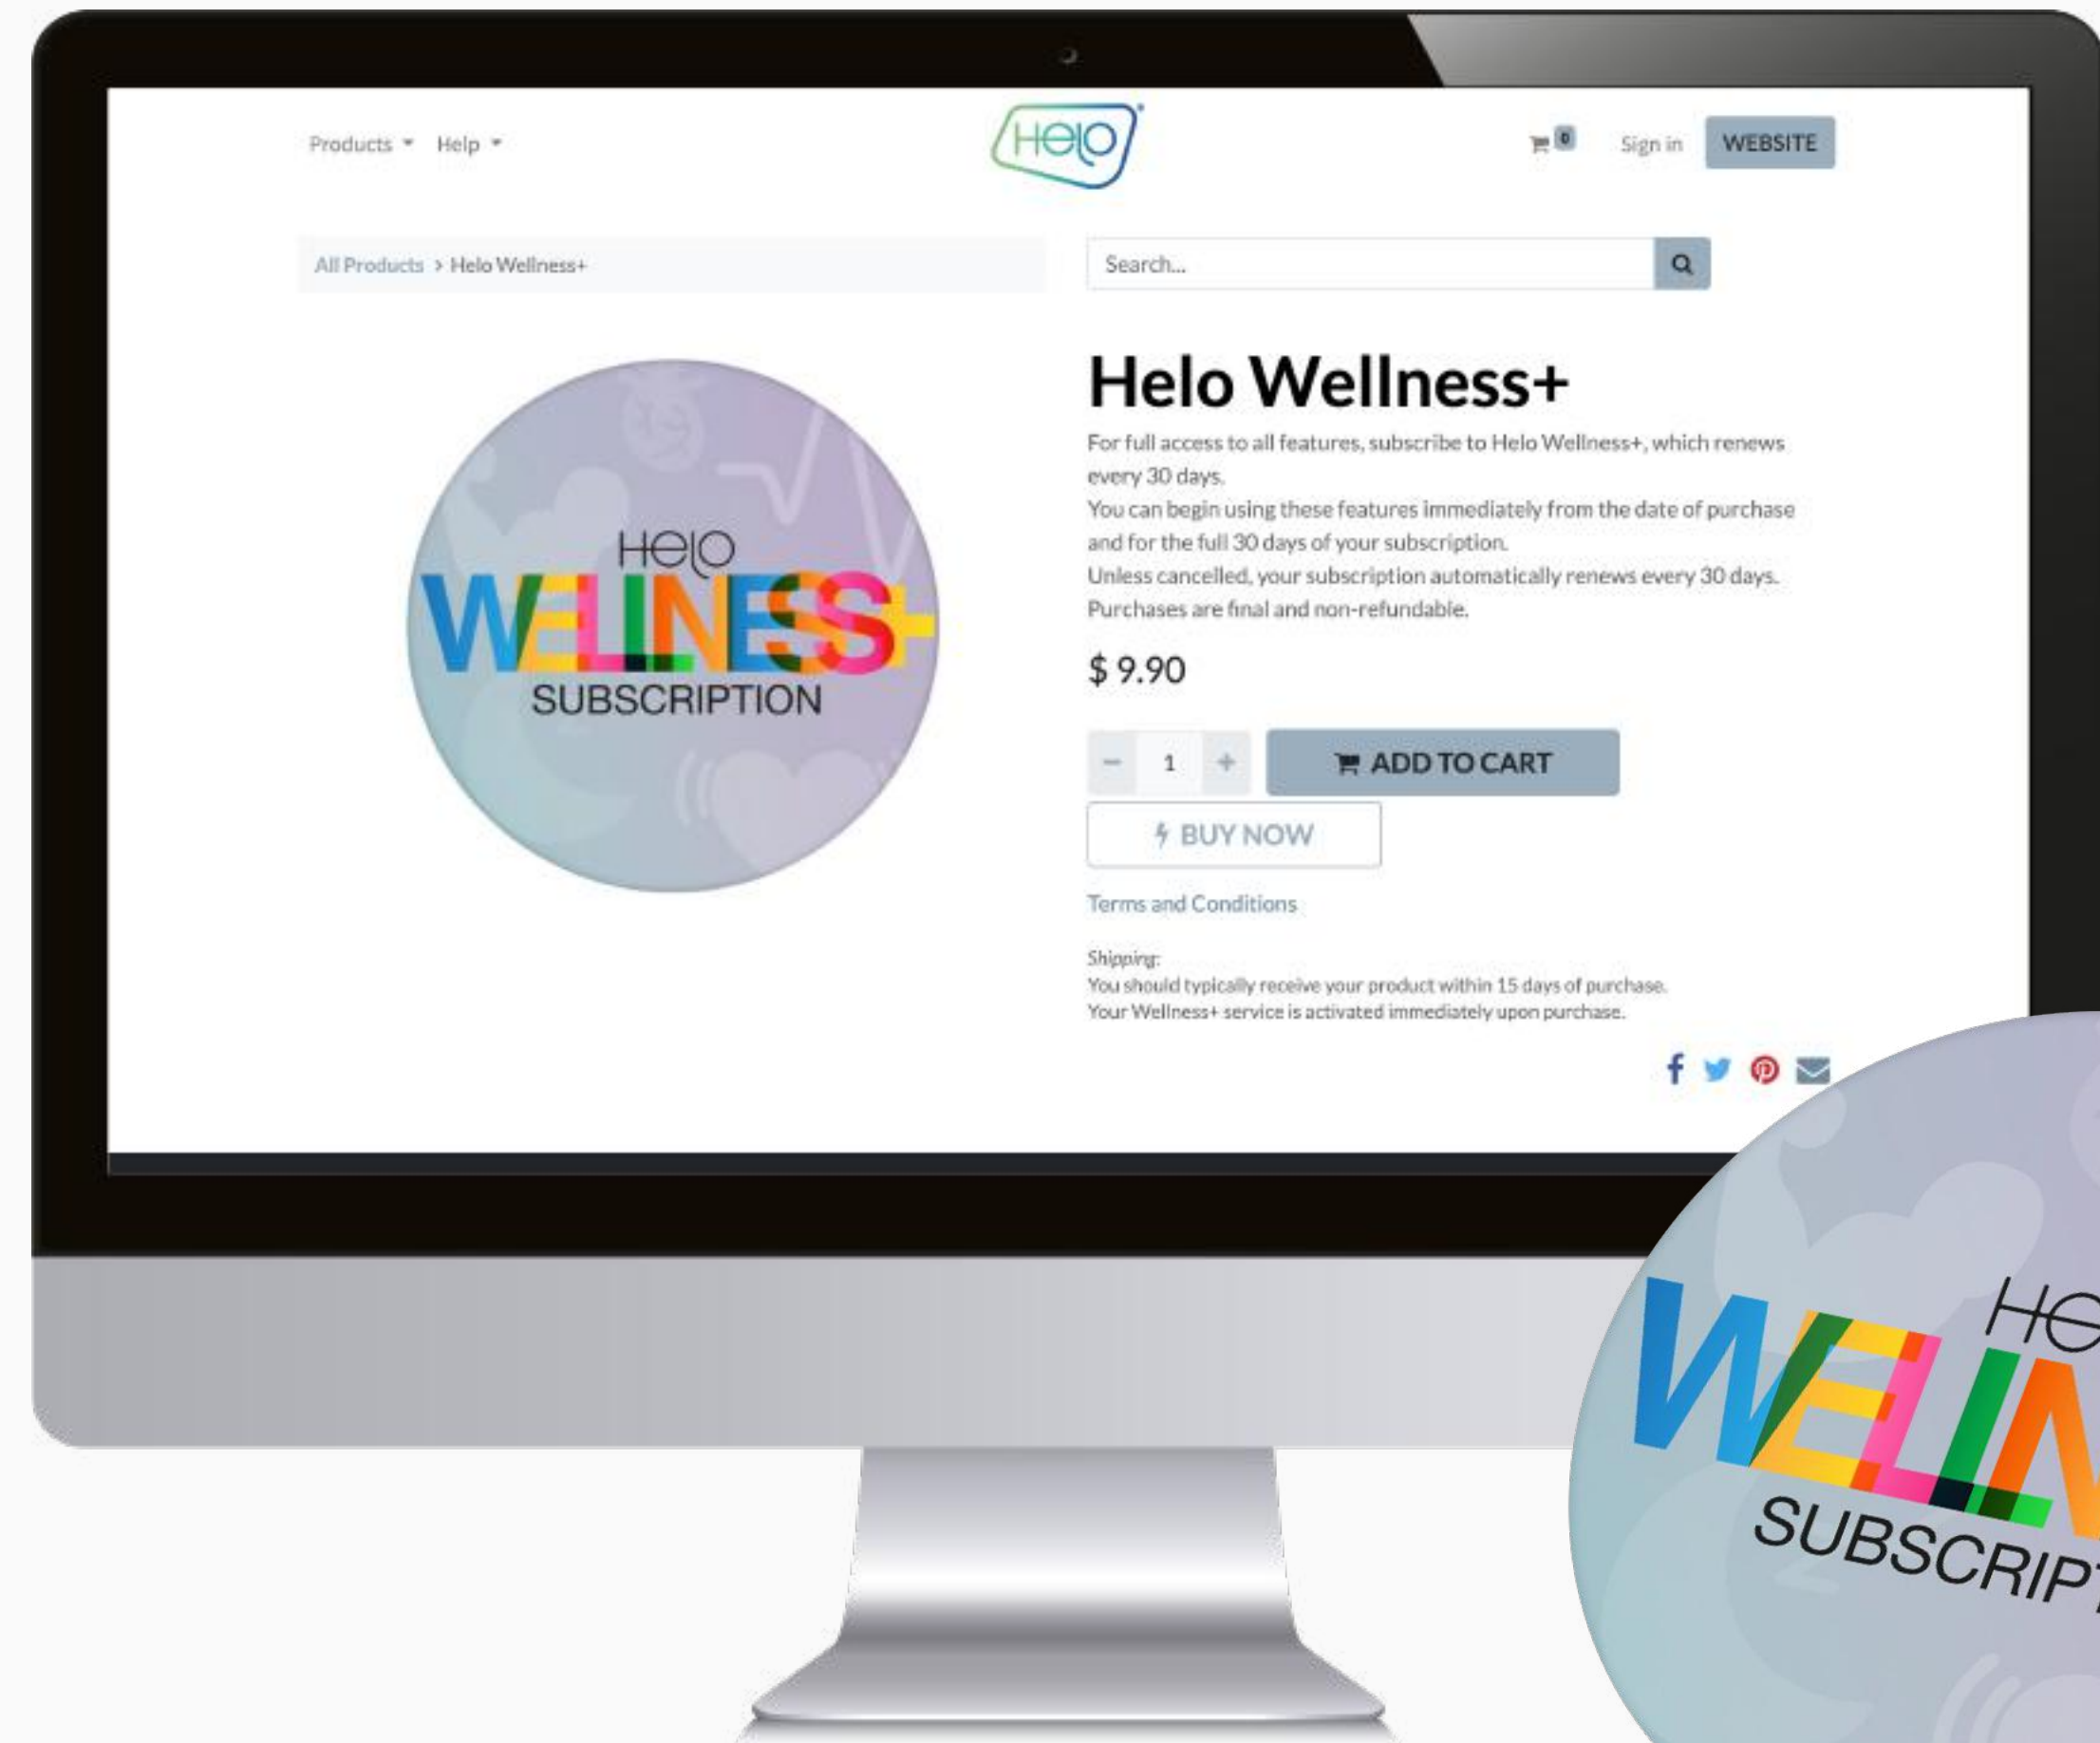 Products Help
Helo
0 Sign in WEBSITE
All Products > Helo Wellness+
Search...
Helo
WELLNESS+
SUBSCRIPTION
Helo Wellness+
For full access to all features, subscribe to Helo Wellness+, which renews
every 30 days.
You can begin using these features immediately from the date of purchase
and for the full 30 days of your subscription.
Unless cancelled, your subscription automatically renews every 30 days.
Purchases are final and non-refundable.
$ 9.90
− 1 + ADD TO CART
BUY NOW
Terms and Conditions
Shipping:
You should typically receive your product within 15 days of purchase.
Your Wellness+ service is activated immediately upon purchase.
He
WELLN
SUBSCRIPT